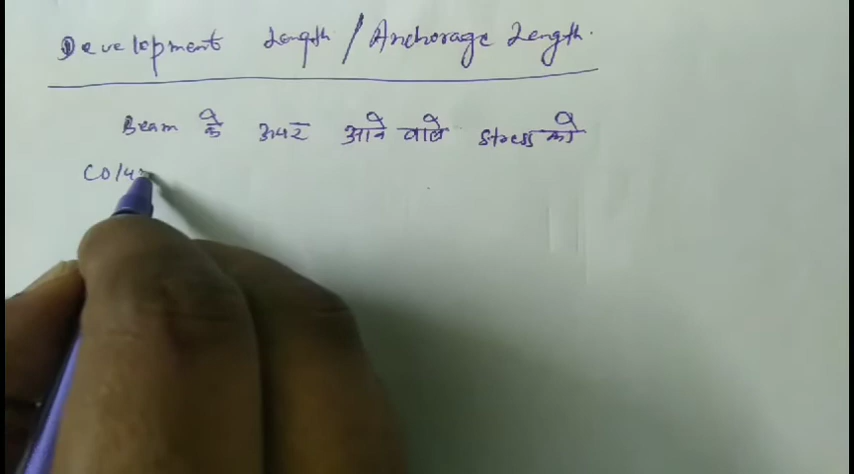 Development Length / Anchorage Length.
Beam के ऊपर आने वाले stress को